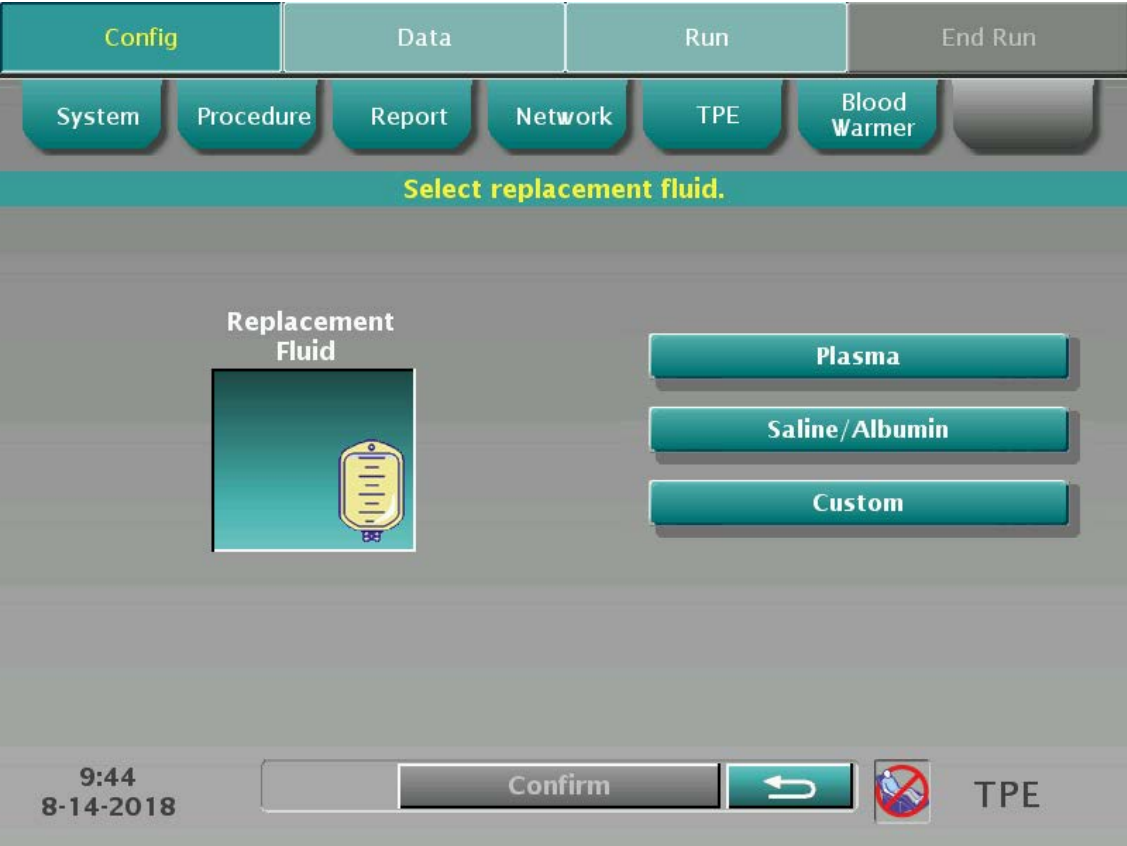 Config Data Run End Run
System Procedure Report Network TPE Blood Warmer
Select replacement fluid.
Replacement
Fluid
Plasma
Saline/Albumin
Custom
9:44
8-14-2018
Confirm
TPE